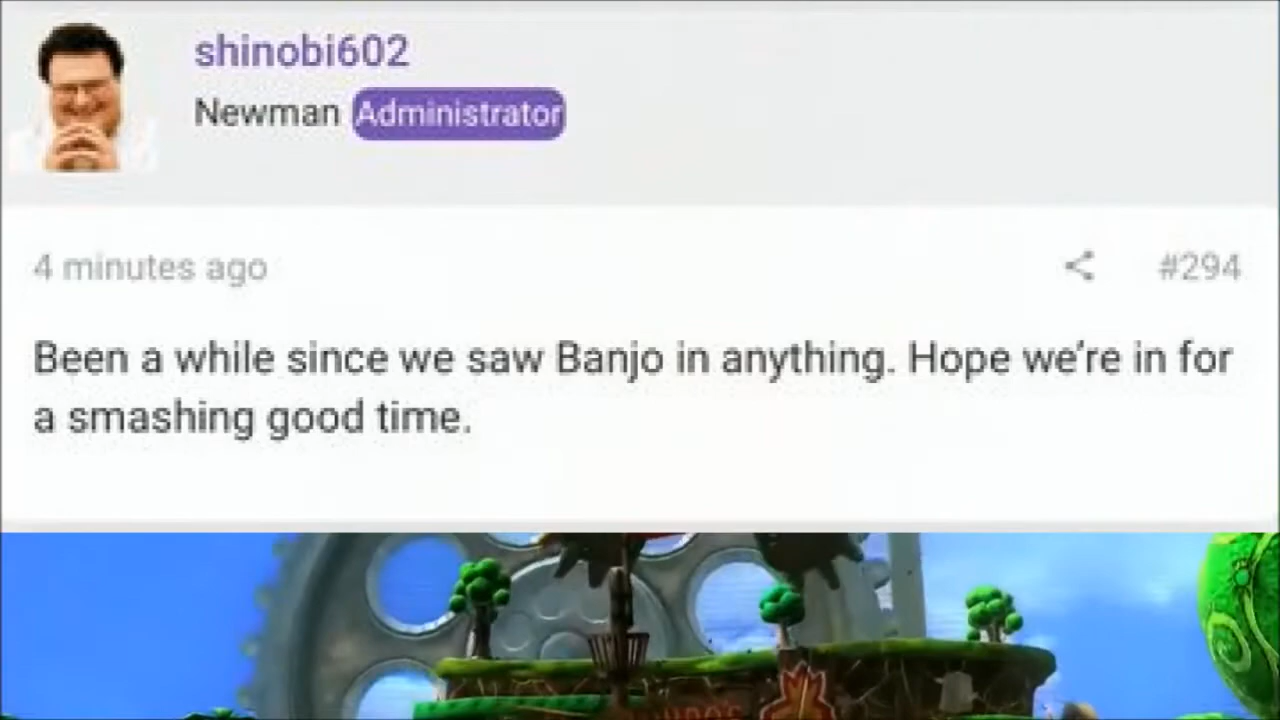 shinobi602
Newman Administrator
4 minutes ago #294
Been a while since we saw Banjo in anything. Hope we're in for
a smashing good time.